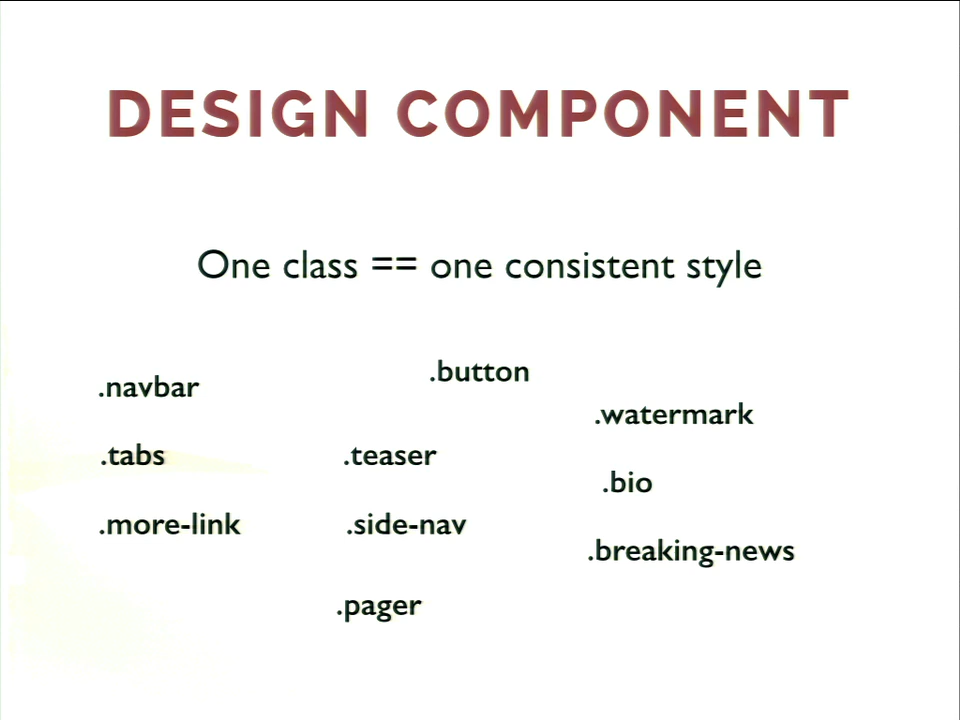 DESIGN COMPONENT
One class == one consistent style
.navbar
.button
.watermark
.tabs
.teaser
.bio
.more-link
.side-nav
.breaking-news
.pager